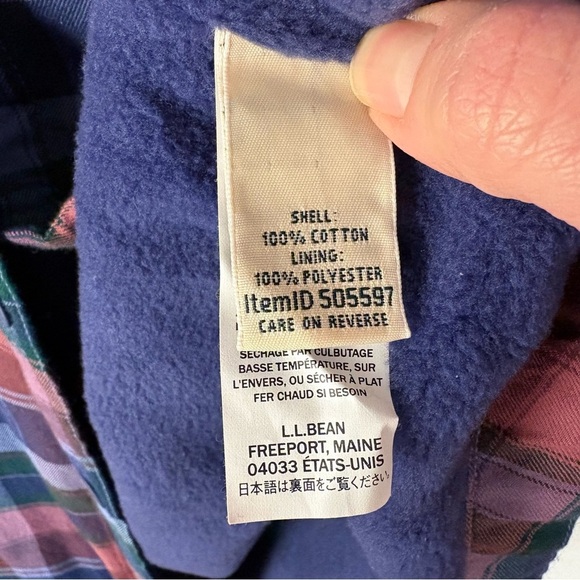 SHELL:
100% COTTON
LINING:
100% POLYESTER
ItemID 505597
CARE ON REVERSE
SÉCHAGE PAR CULBUTAGE
BASSE TEMPÉRATURE, SUR
L'ENVERS, OU SÉCHER À PLAT
FER CHAUD SI BESOIN
L.L.BEAN
FREEPORT, MAINE
04033 ÉTATS-UNIS
日本語は裏面をご覧ください